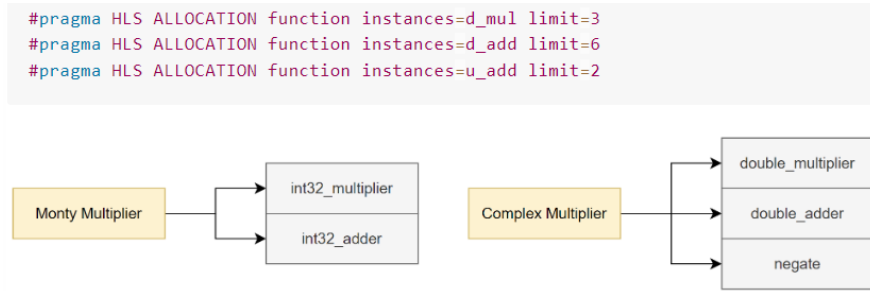 #pragma HLS ALLOCATION function instances=d_mul limit=3
#pragma HLS ALLOCATION function instances=d_add limit=6
#pragma HLS ALLOCATION function instances=u_add limit=2
Monty Multiplier
int32_multiplier
int32_adder
Complex Multiplier
double_multiplier
double_adder
negate